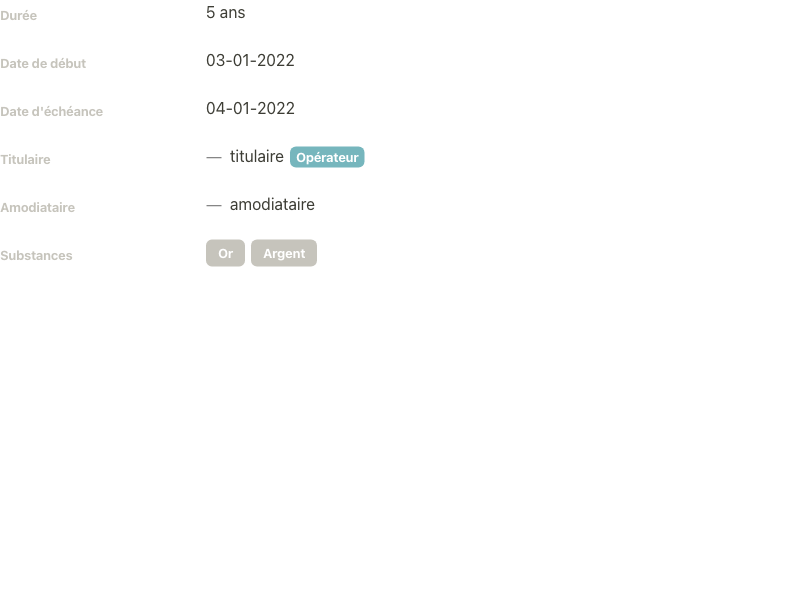 Durée 5 ans
Date de début 03-01-2022
Date d'échéance 04-01-2022
Titulaire — titulaire Opérateur
Amodiataire — amodiataire
Substances Or Argent